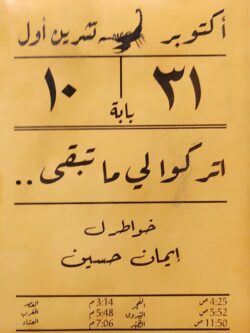 أكتوبر تشرين أول
٣١ ١٠
بابة
اتركوا لي ما تبقى ..
خواطر ل
ايمان حسين
4:25 ص الفجر 3:14 م العصر
5:52 ص الشروق 5:48 م المغرب
11:50 ص الظهر 7:06 م العشاء